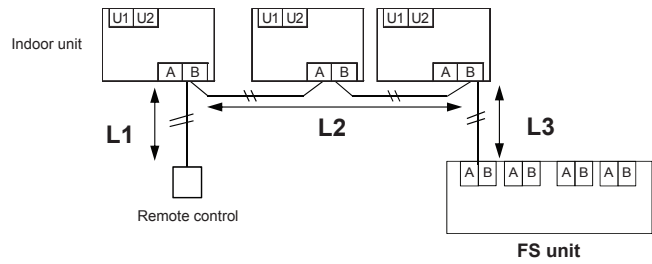 U1 U2 U1 U2 U1 U2
Indoor unit
A B A B A B
L1 L2 L3
A B A B A B A B
Remote control
FS unit